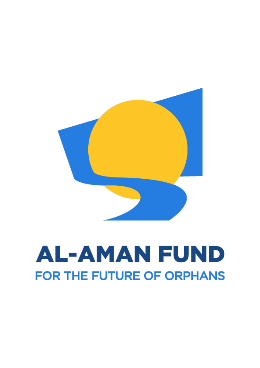 AL-AMAN FUND
FOR THE FUTURE OF ORPHANS